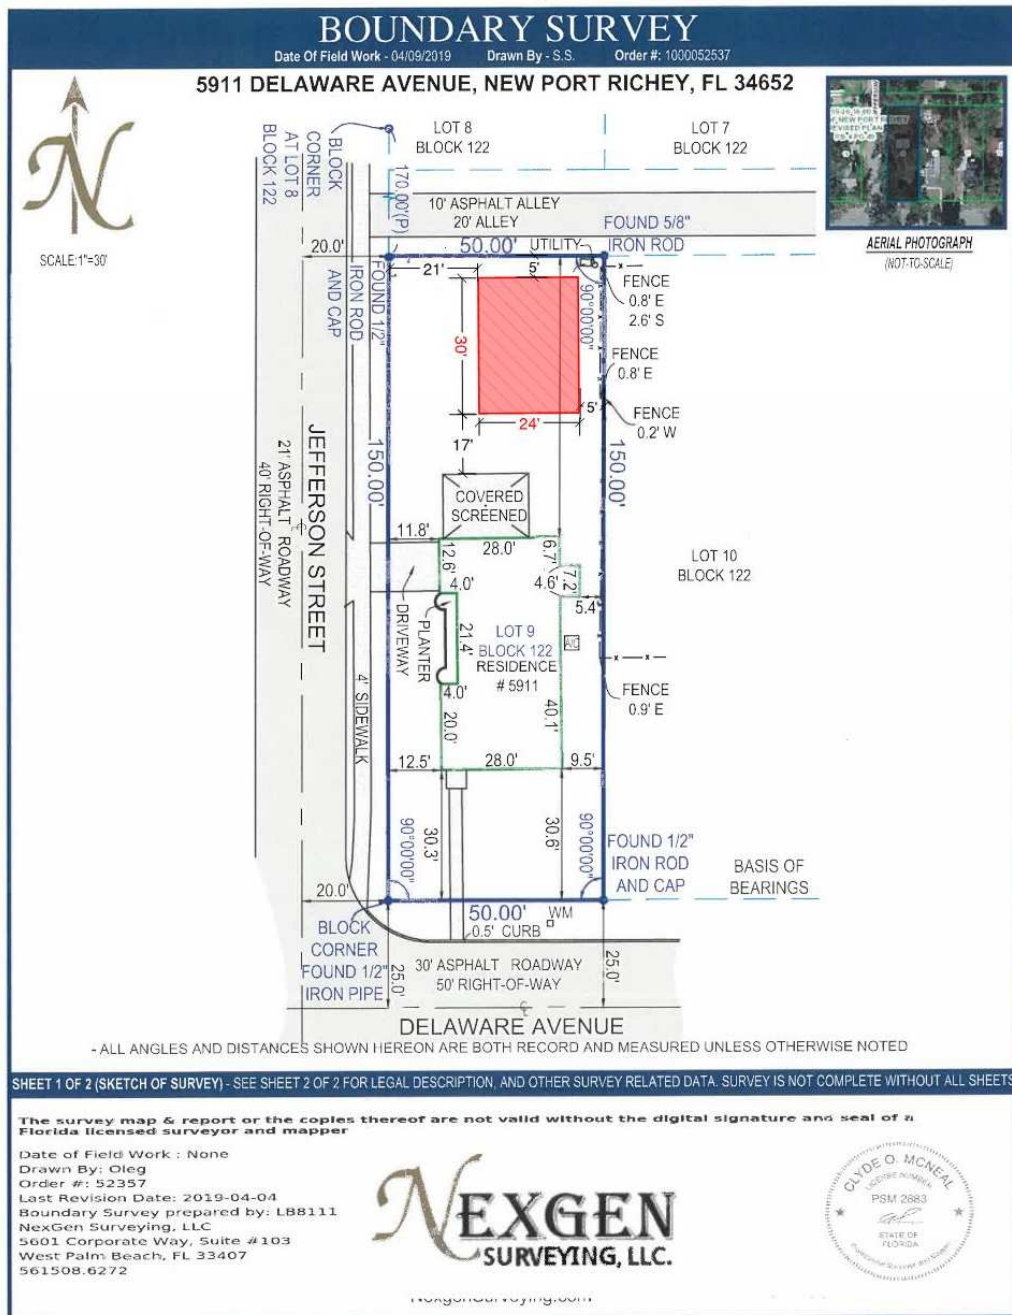 BOUNDARY SURVEY
Date Of Field Work - 04/09/2019 Drawn By - S.S. Order #: 1000052537
5911 DELAWARE AVENUE, NEW PORT RICHEY, FL 34652
N
SCALE:1"=30'
AERIAL PHOTOGRAPH
(NOT-TO-SCALE)
BLOCK
CORNER
AT LOT 8
BLOCK 122
LOT 8
BLOCK 122
LOT 7
BLOCK 122
170.00'(P)
10' ASPHALT ALLEY
20' ALLEY
FOUND 5/8"
IRON ROD
20.0'
50.00'
UTILITY
21'
5'
FOUND 1/2"
IRON ROD
AND CAP
90°00'00"
FENCE
0.8' E
2.6' S
30'
FENCE
0.8' E
5'
FENCE
0.2' W
24'
17'
JEFFERSON STREET
21' ASPHALT ROADWAY
40' RIGHT-OF-WAY
150.00'
150.00'
COVERED
SCREENED
11.8'
28.0'
12.6'
6.7'
LOT 10
BLOCK 122
4.0'
4.6'
7.2'
5.4'
DRIVEWAY
PLANTER
21.4'
LOT 9
BLOCK 122
RESIDENCE
# 5911
A/C
4.0'
FENCE
0.9' E
4' SIDEWALK
20.0'
40.1'
12.5'
28.0'
9.5'
30.3'
30.6'
90°00'00"
90°00'00"
FOUND 1/2"
IRON ROD
AND CAP
BASIS OF
BEARINGS
20.0'
50.00'
WM
0.5' CURB
BLOCK
CORNER
FOUND 1/2"
IRON PIPE
25.0'
30' ASPHALT ROADWAY
50' RIGHT-OF-WAY
25.0'
DELAWARE AVENUE
- ALL ANGLES AND DISTANCES SHOWN HEREON ARE BOTH RECORD AND MEASURED UNLESS OTHERWISE NOTED
SHEET 1 OF 2 (SKETCH OF SURVEY) - SEE SHEET 2 OF 2 FOR LEGAL DESCRIPTION, AND OTHER SURVEY RELATED DATA. SURVEY IS NOT COMPLETE WITHOUT ALL SHEETS
The survey map & report or the copies thereof are not valid without the digital signature and seal of a
Florida licensed surveyor and mapper
Date of Field Work : None
Drawn By: Oleg
Order #: 52357
Last Revision Date: 2019-04-04
Boundary Survey prepared by: LB8111
NexGen Surveying, LLC
5601 Corporate Way, Suite #103
West Palm Beach, FL 33407
561508.6272
NEXGEN
SURVEYING, LLC.
CLYDE O. MCNEAL
LICENSE NUMBER
PSM 2683
STATE OF
FLORIDA